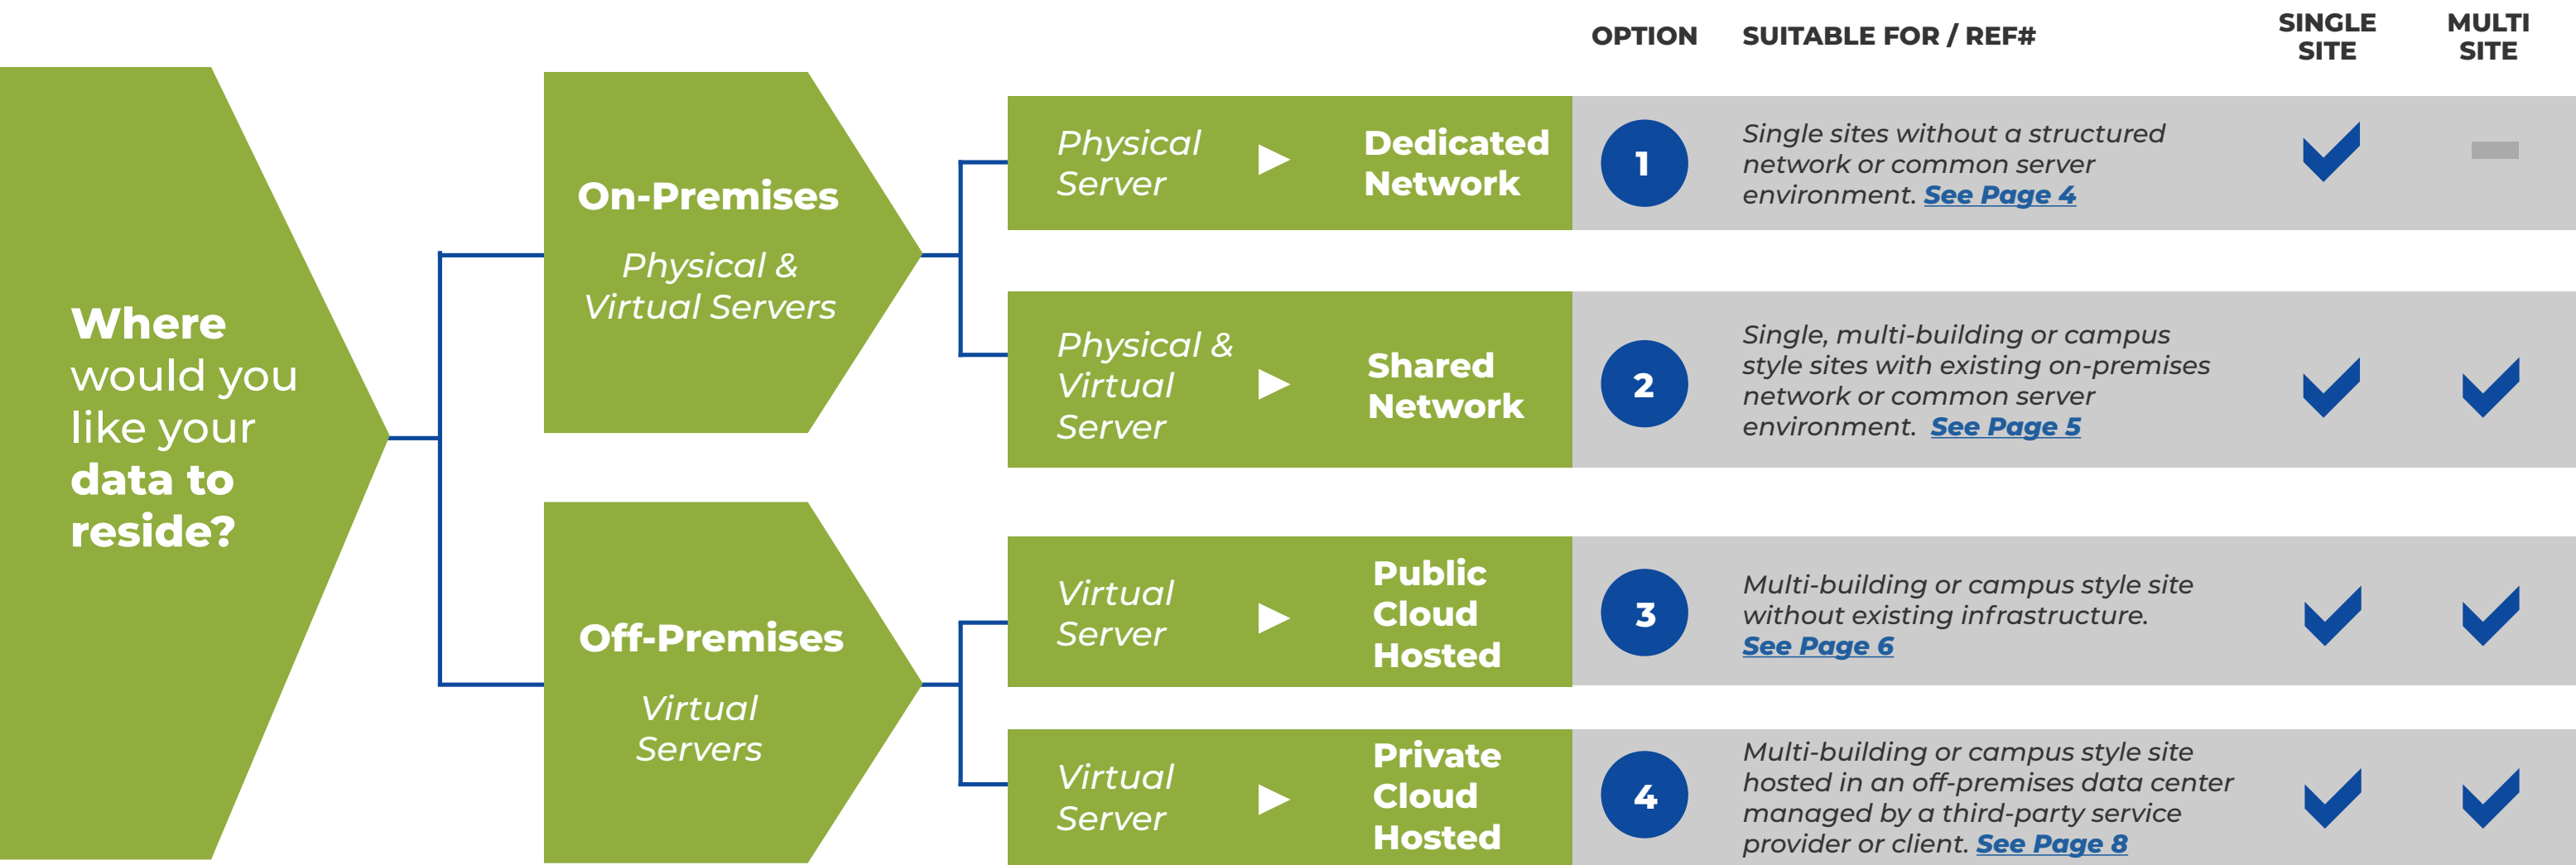 OPTION
SUITABLE FOR / REF#
SINGLE
SITE
MULTI
SITE
Where
would you
like your
data to
reside?
On-Premises
Physical &
Virtual Servers
Physical
Server
Dedicated
Network
1
Single sites without a structured
network or common server
environment. See Page 4
Physical &
Virtual
Server
Shared
Network
2
Single, multi-building or campus
style sites with existing on-premises
network or common server
environment. See Page 5
Off-Premises
Virtual
Servers
Virtual
Server
Public
Cloud
Hosted
3
Multi-building or campus style site
without existing infrastructure.
See Page 6
Virtual
Server
Private
Cloud
Hosted
4
Multi-building or campus style site
hosted in an off-premises data center
managed by a third-party service
provider or client. See Page 8